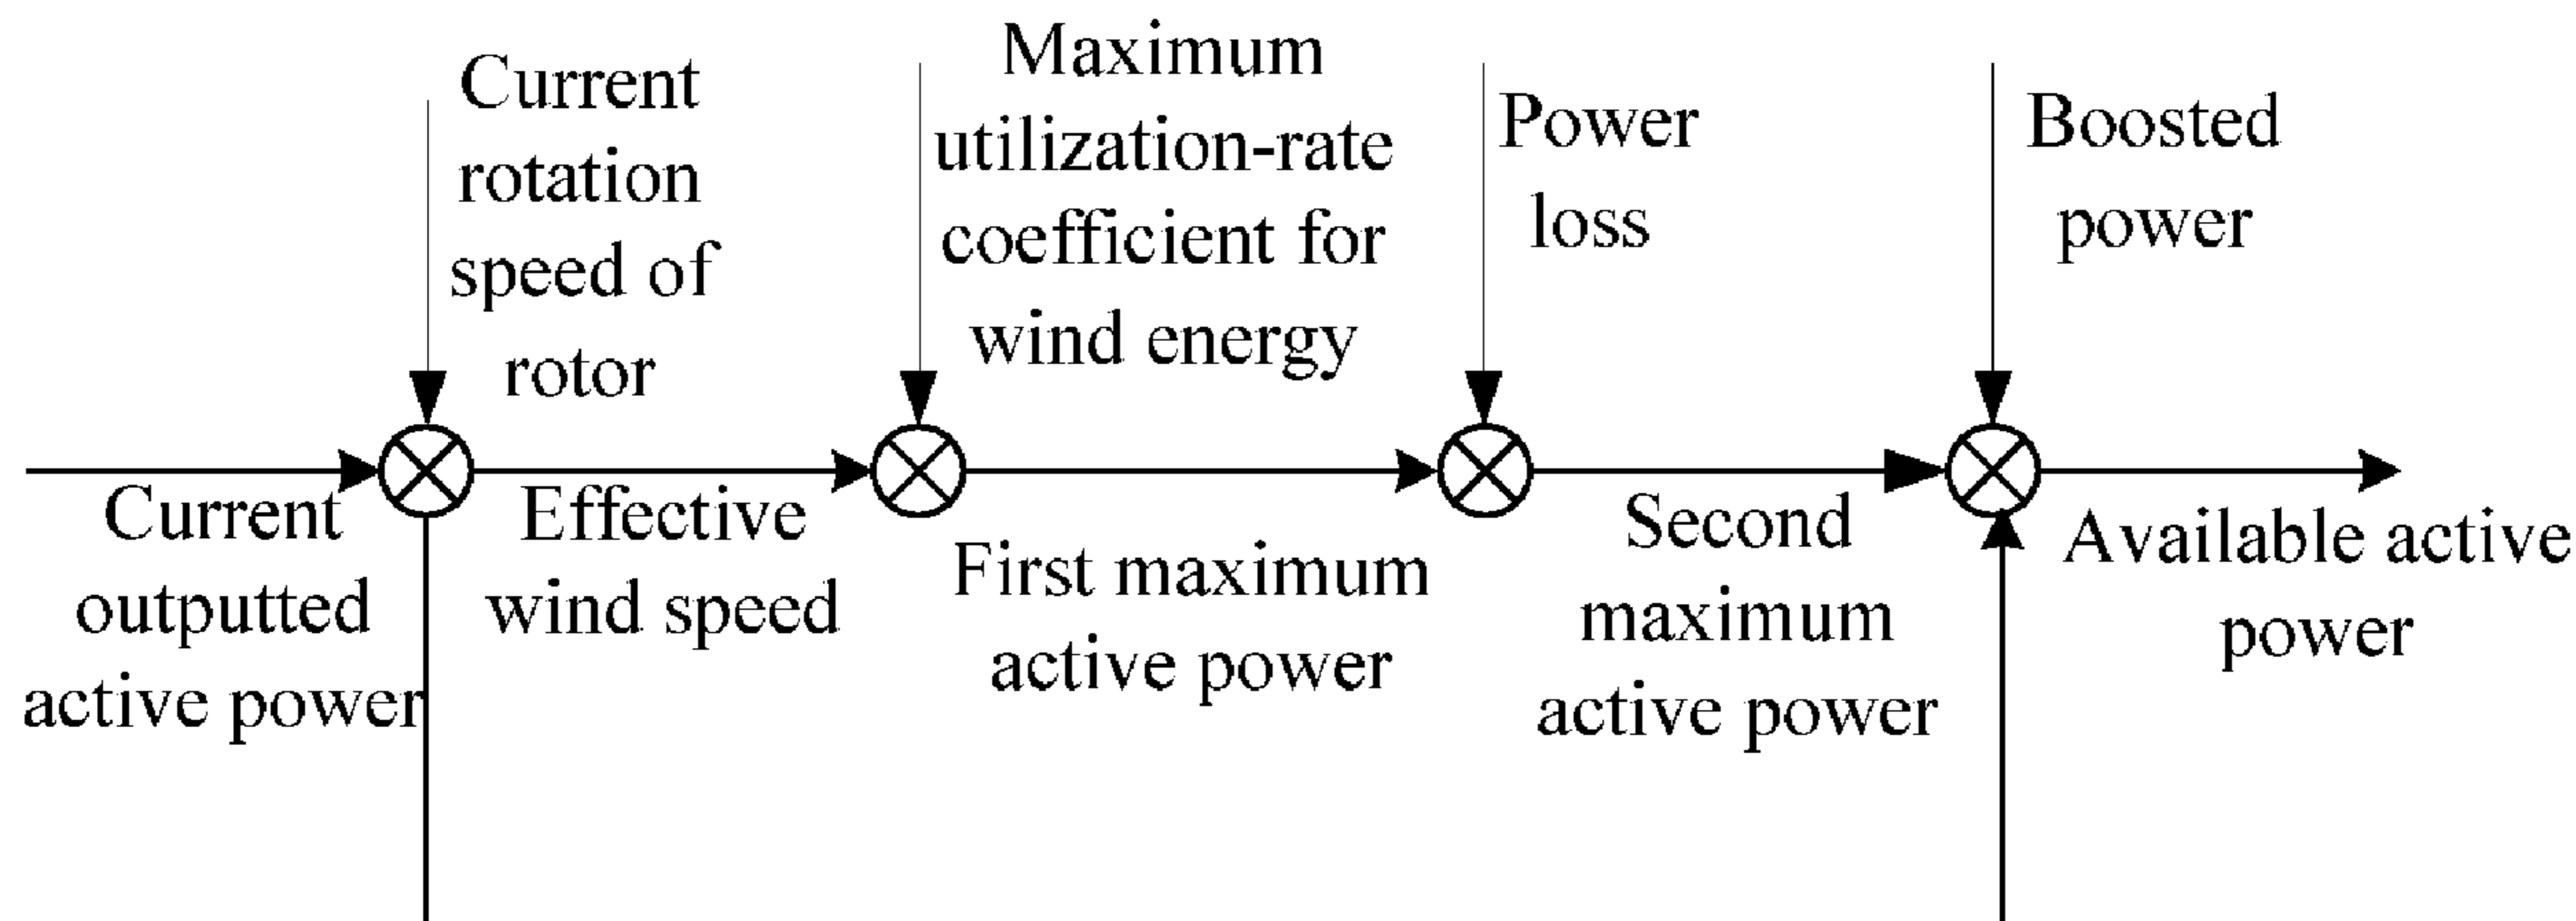 Current
rotation
speed of
rotor
Maximum
utilization-rate
coefficient for
wind energy
Power
loss
Boosted
power
Current
outputted
active power
Effective
wind speed
First maximum
active power
Second
maximum
active power
Available active
power